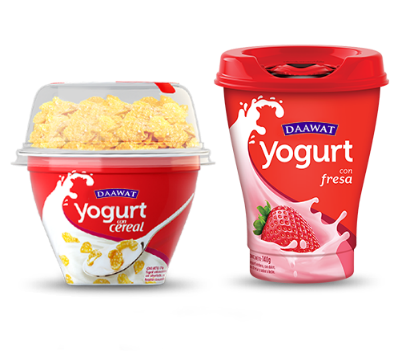 DAAWAT
yogurt
con
cereal
DAAWAT
yogurt
con
fresa